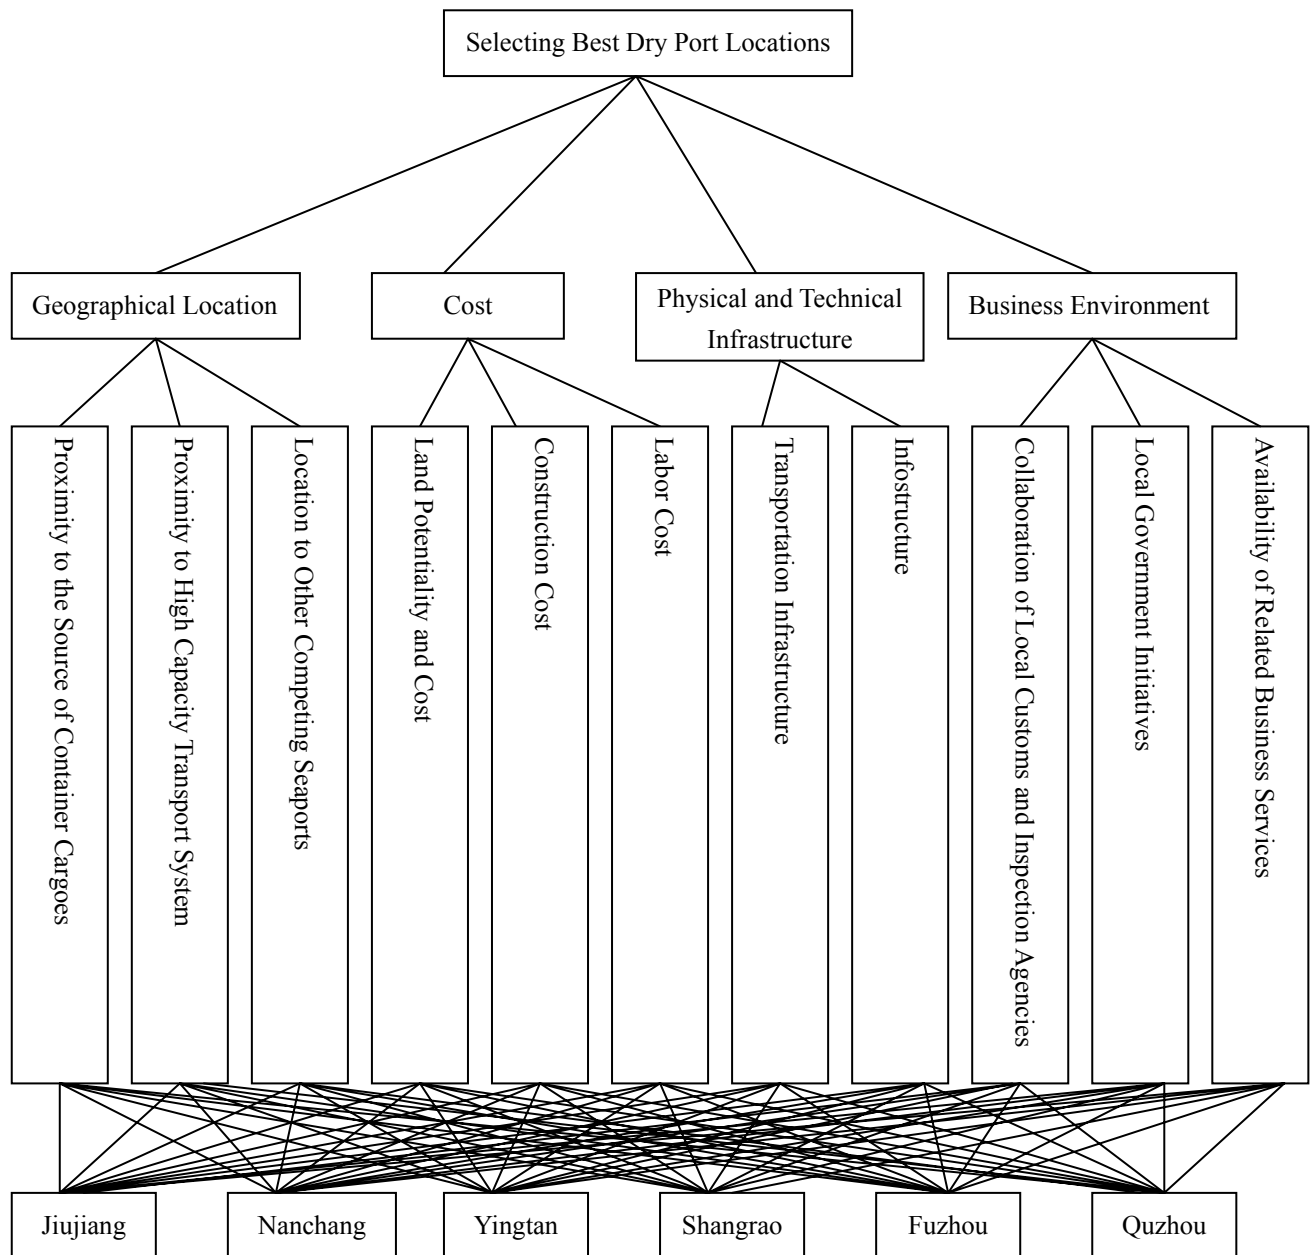 Selecting Best Dry Port Locations
Geographical Location
Cost
Physical and Technical
Infrastructure
Business Environment
Proximity to the Source of Container Cargoes
Proximity to High Capacity Transport System
Location to Other Competing Seaports
Land Potentiality and Cost
Construction Cost
Labor Cost
Transportation Infrastructure
Infostructure
Collaboration of Local Customs and Inspection Agencies
Local Government Initiatives
Availability of Related Business Services
Jiujiang
Nanchang
Yingtan
Shangrao
Fuzhou
Quzhou